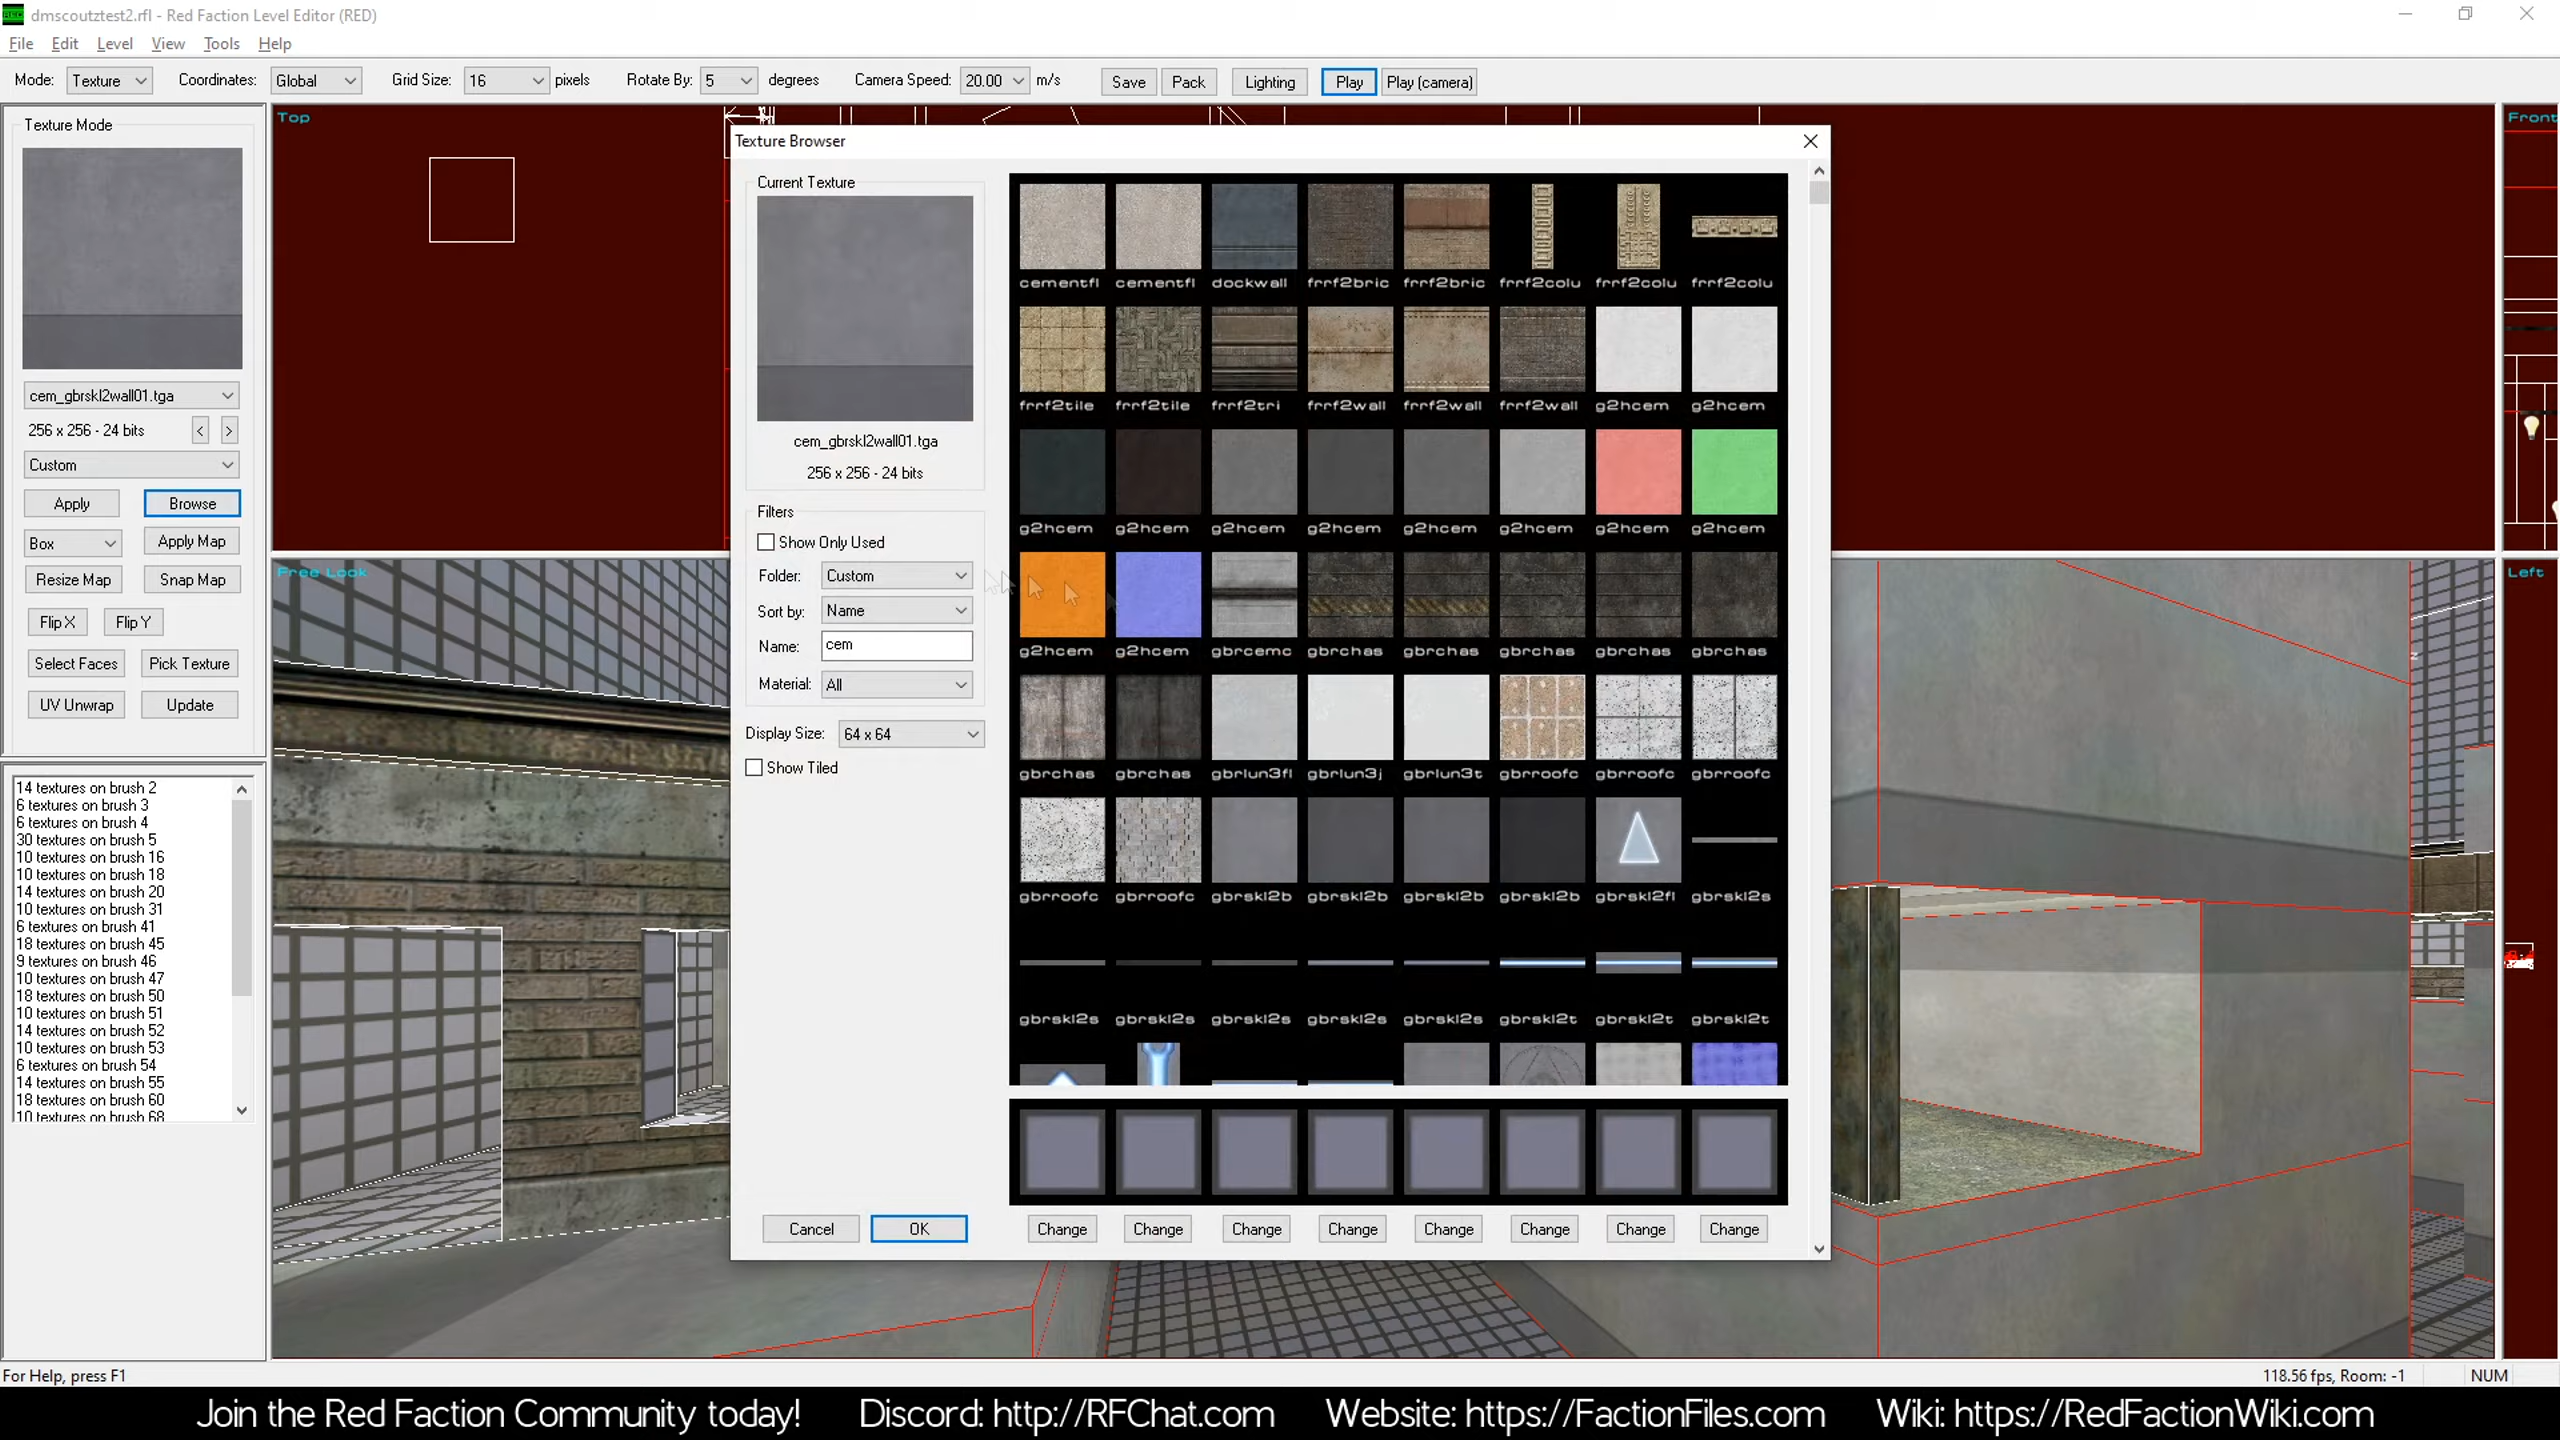 dmscoutztest2.rfl - Red Faction Level Editor (RED)
File Edit Level View Tools Help
Mode: Texture Coordinates: Global Grid Size: 16 pixels Rotate By: 5 degrees Camera Speed: 20.00 m/s Save Pack Lighting Play Play (camera)
Texture Mode
cem_gbrskl2wall01.tga
256 x 256 - 24 bits < >
Custom
Apply Browse
Box Apply Map
Resize Map Snap Map
Flip X Flip Y
Select Faces Pick Texture
UV Unwrap Update
14 textures on brush 2
6 textures on brush 3
6 textures on brush 4
30 textures on brush 5
10 textures on brush 16
10 textures on brush 18
14 textures on brush 20
10 textures on brush 31
6 textures on brush 41
18 textures on brush 45
9 textures on brush 46
10 textures on brush 47
18 textures on brush 50
10 textures on brush 51
14 textures on brush 52
10 textures on brush 53
6 textures on brush 54
14 textures on brush 55
18 textures on brush 60
10 textures on brush 68
Top
Front
Free Look
Left
Texture Browser
Current Texture
cem_gbrskl2wall01.tga
256 x 256 - 24 bits
Filters
Show Only Used
Folder: Custom
Sort by: Name
Name: cem
Material: All
Display Size: 64 x 64
Show Tiled
Cancel OK
cementfl cementfl dockwall frrf2bric frrf2bric frrf2colu frrf2colu frrf2colu
frrf2tile frrf2tile frrf2tri frrf2wall frrf2wall frrf2wall g2hcem g2hcem
g2hcem g2hcem g2hcem g2hcem g2hcem g2hcem g2hcem g2hcem
g2hcem g2hcem gbrcemc gbrchas gbrchas gbrchas gbrchas gbrchas
gbrchas gbrchas gbrlun3fl gbrlun3j gbrlun3t gbrroofc gbrroofc gbrroofc
gbrroofc gbrroofc gbrskl2b gbrskl2b gbrskl2b gbrskl2b gbrskl2fl gbrskl2s
gbrskl2s gbrskl2s gbrskl2s gbrskl2s gbrskl2s gbrskl2t gbrskl2t gbrskl2t
Change Change Change Change Change Change Change Change
For Help, press F1
118.56 fps, Room: -1 NUM
Join the Red Faction Community today! Discord: http://RFChat.com Website: https://FactionFiles.com Wiki: https://RedFactionWiki.com